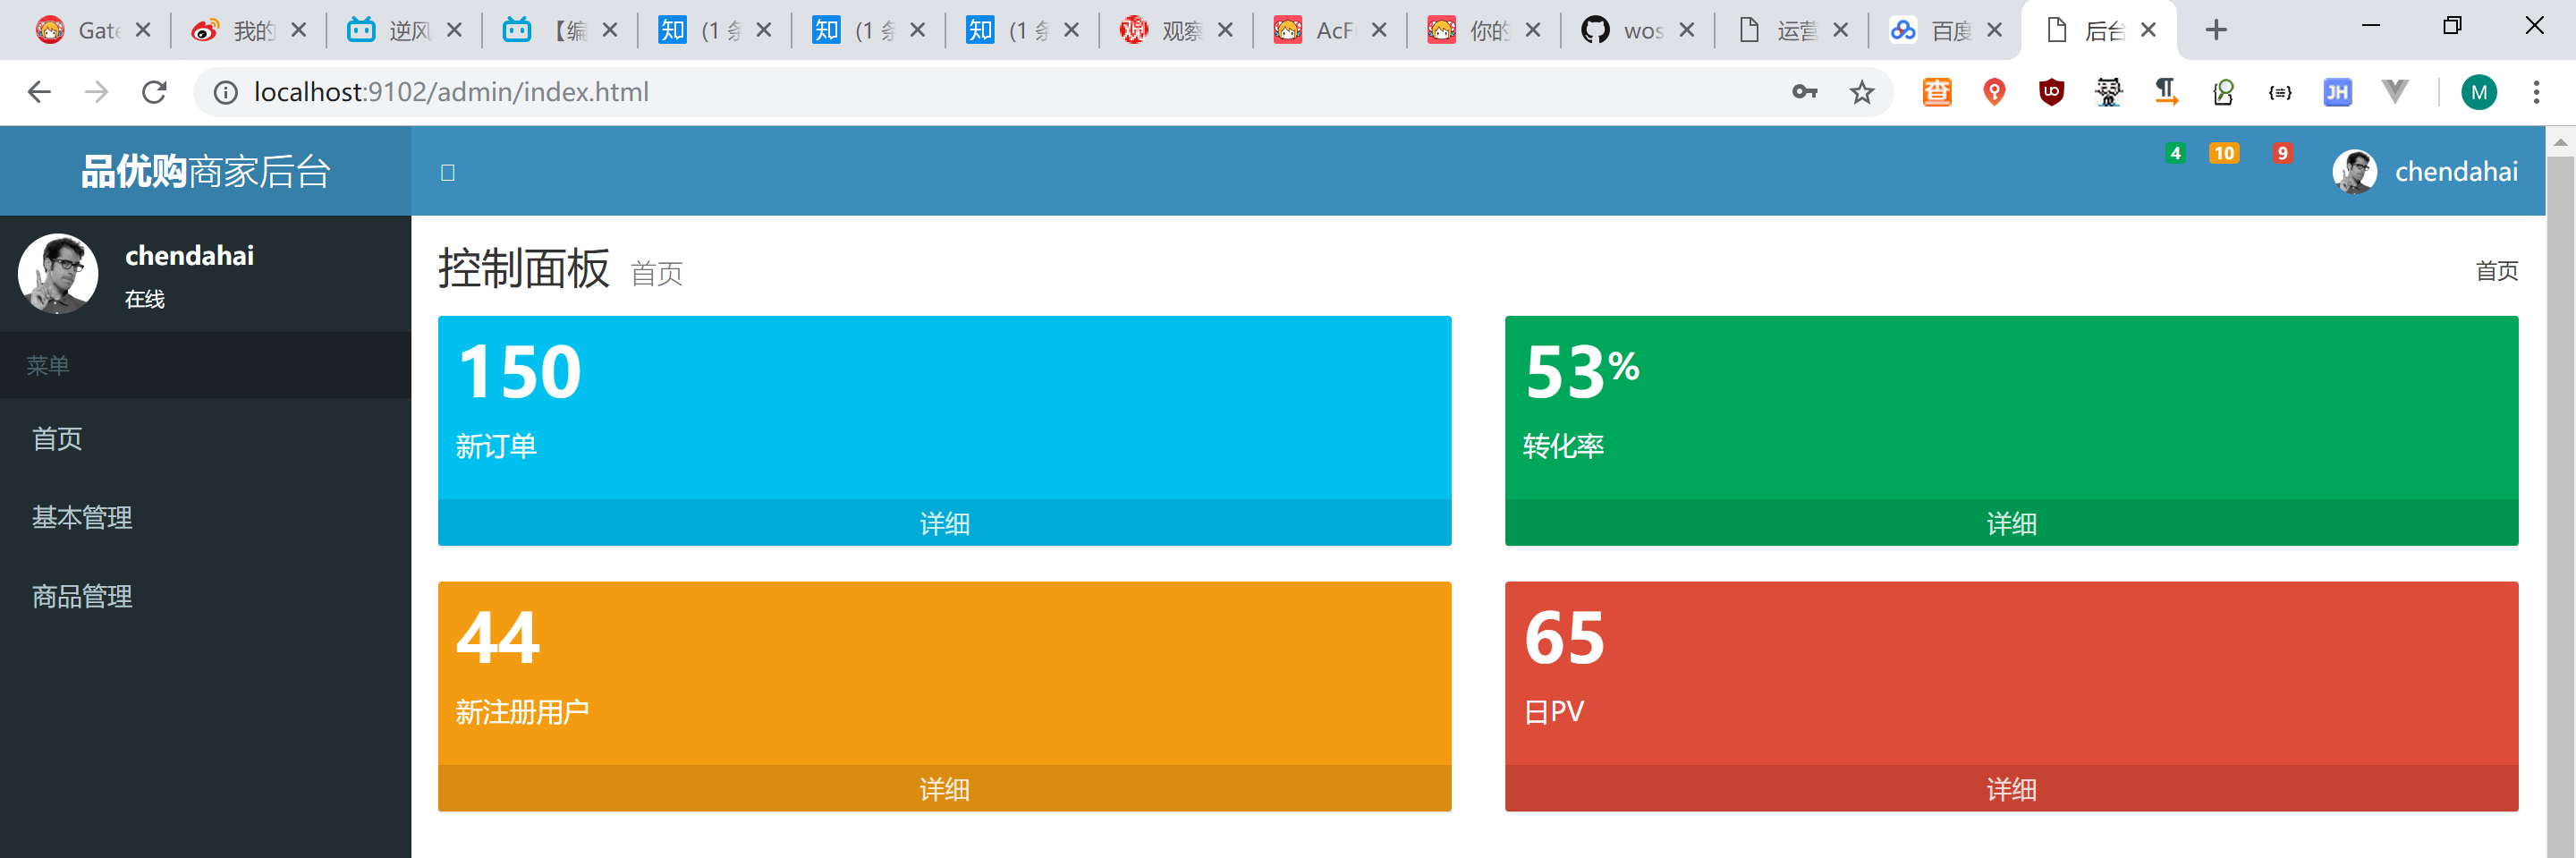 Gate 我的 逆风 【编 (1 条 (1 条 (1 条 观察 AcF 你的 wos 运营 百度 后台
localhost:9102/admin/index.html
M
品优购商家后台
4 10 9 chendahai
chendahai
在线
控制面板 首页
首页
菜单
首页
基本管理
商品管理
150
新订单
详细
53%
转化率
详细
44
新注册用户
详细
65
日PV
详细